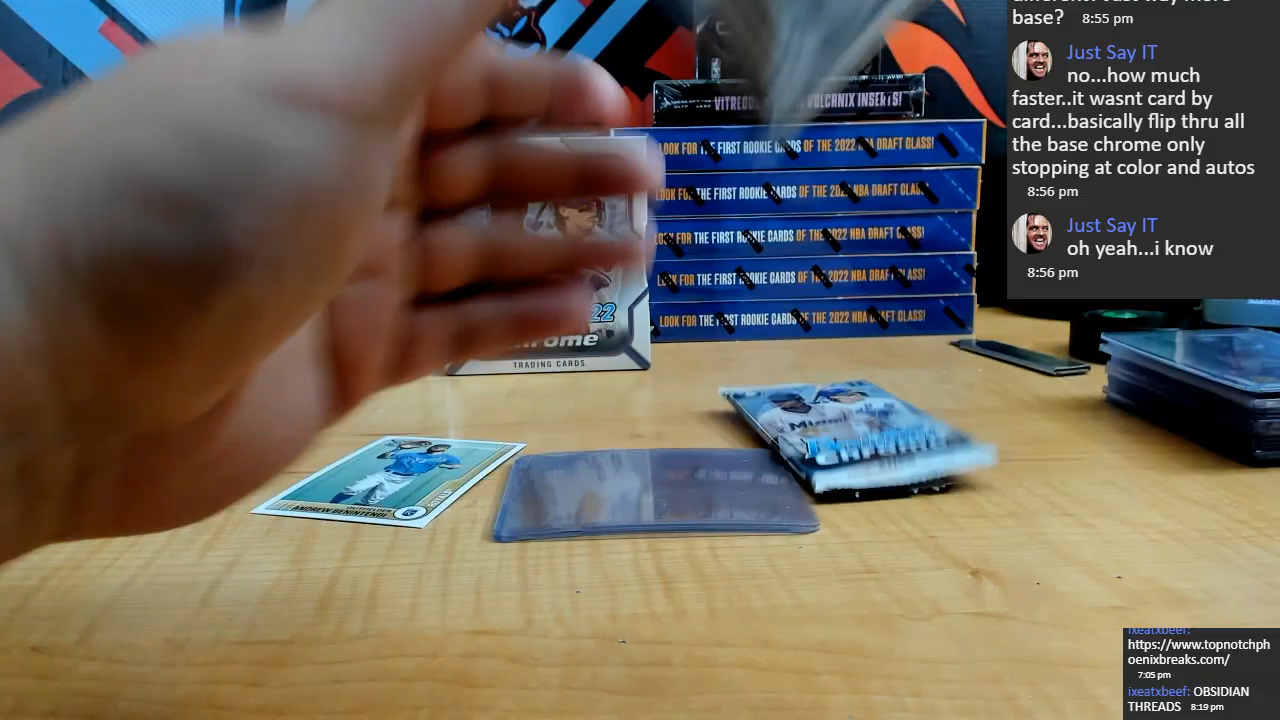 base? 8:55 pm
Just Say IT
no...how much
faster..it wasnt card by
card...basically flip thru all
the base chrome only
stopping at color and autos
8:56 pm
Just Say IT
oh yeah...i know
8:56 pm
VOLCANIX INSERTS!
LOOK FOR THE FIRST ROOKIE CARDS OF THE 2022 NBA DRAFT CLASS!
LOOK FOR THE FIRST ROOKIE CARDS OF THE 2022 NBA DRAFT CLASS!
LOOK FOR THE FIRST ROOKIE CARDS OF THE 2022 NBA DRAFT CLASS!
LOOK FOR THE FIRST ROOKIE CARDS OF THE 2022 NBA DRAFT CLASS!
LOOK FOR THE FIRST ROOKIE CARDS OF THE 2022 NBA DRAFT CLASS!
22
TRADING CARDS
OUTFIELDER
ANDREW BENINTENDI
ROYALS
ixeatxbeef:
https://www.topnotchph
oenixbreaks.com/
7:05 pm
ixeatxbeef: OBSIDIAN
THREADS 8:19 pm